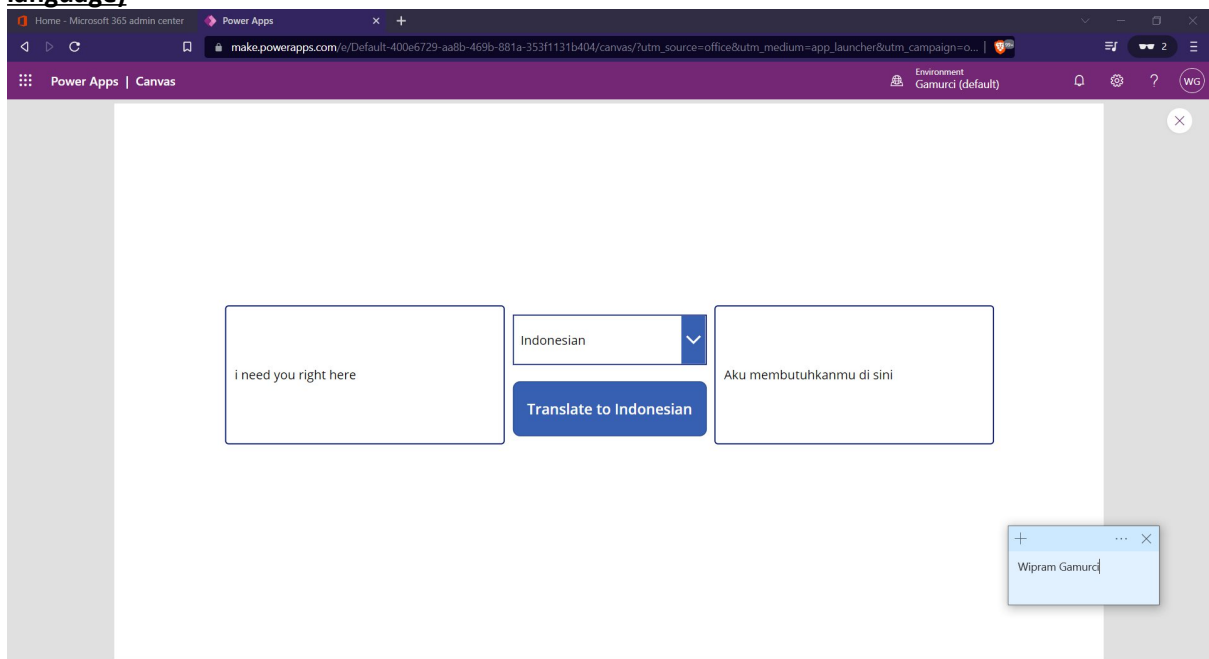 language)
Home - Microsoft 365 admin center
Power Apps
make.powerapps.com/e/Default-400e6729-aa8b-469b-881a-353f1131b404/canvas/?utm_source=office&utm_medium=app_launcher&utm_campaign=o...
2
Power Apps | Canvas
Environment
Gamurci (default)
WG
i need you right here
Indonesian
Translate to Indonesian
Aku membutuhkanmu di sini
Wipram Gamurci